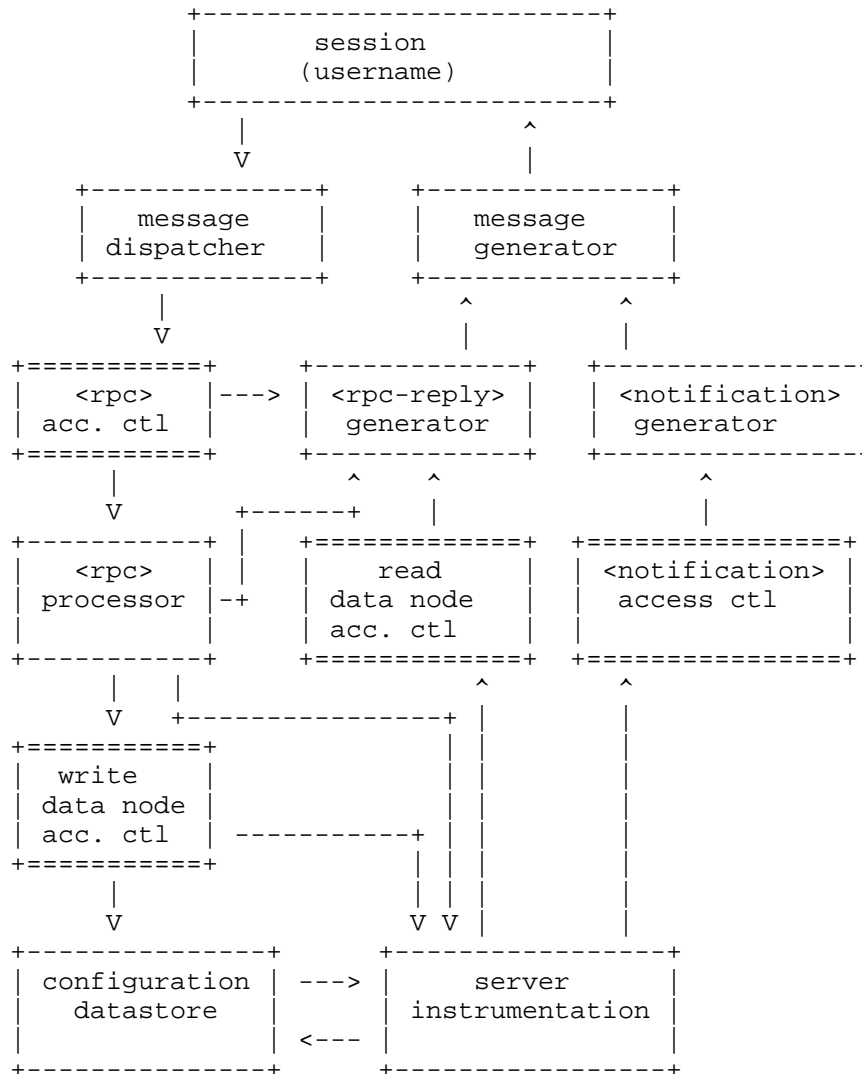 session
(username)
message
dispatcher
message
generator
<rpc>
acc. ctl
<rpc-reply>
generator
<notification>
generator
<rpc>
processor
read
data node
acc. ctl
<notification>
access ctl
write
data node
acc. ctl
configuration
datastore
server
instrumentation